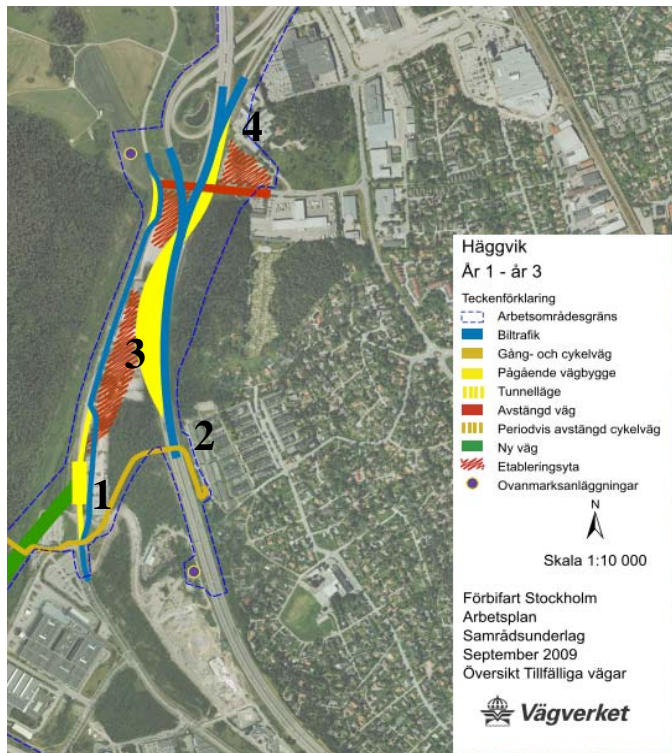 4
3
2
1
Häggvik
År 1 - år 3
Teckenförklaring
Arbetsområdesgräns
Biltrafik
Gång- och cykelväg
Pågående vägbygge
Tunnelläge
Avstängd väg
Periodvis avstängd cykelväg
Ny väg
Etableringsyta
Ovanmarksanläggningar
N
Skala 1:10 000
Förbifart Stockholm
Arbetsplan
Samrådsunderlag
September 2009
Översikt Tillfälliga vägar
Vägverket